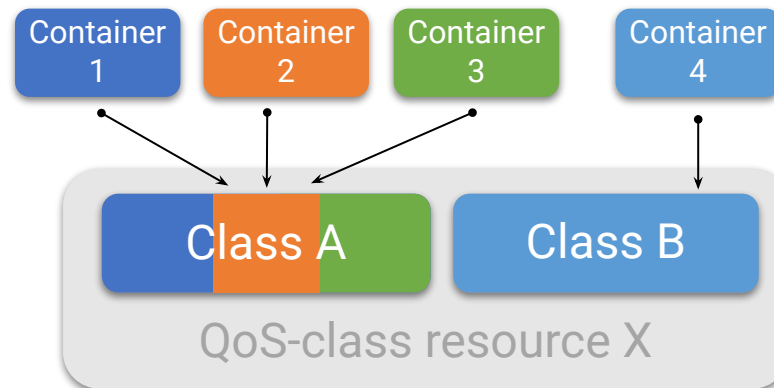 Container
1
Container
2
Container
3
Container
4
Class A
Class B
QoS-class resource X